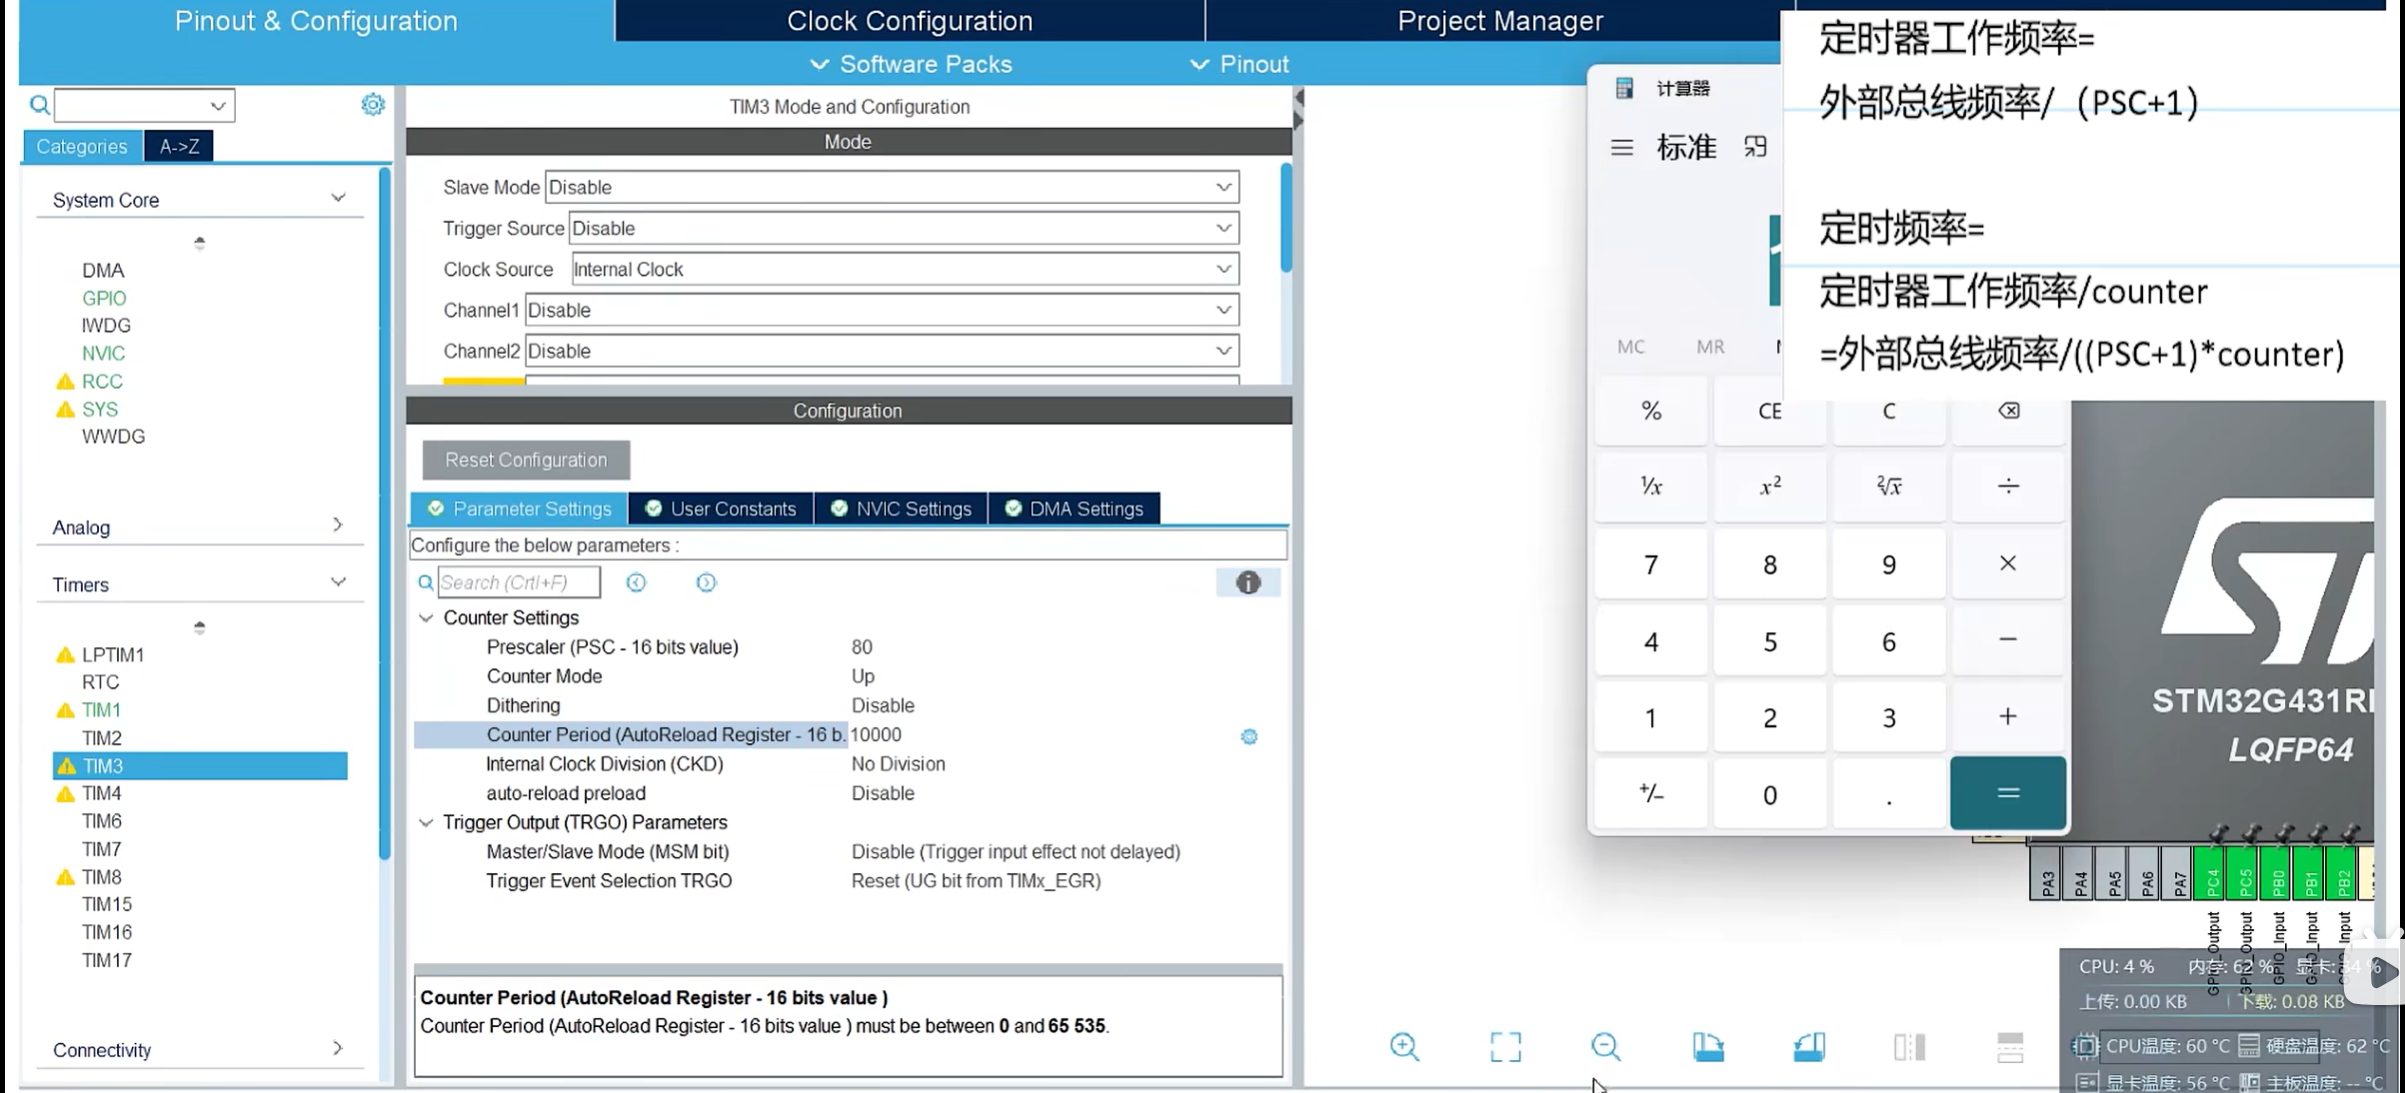 Pinout & Configuration
Clock Configuration
Project Manager
Software Packs
Pinout
Categories
A->Z
System Core
DMA
GPIO
IWDG
NVIC
RCC
SYS
WWDG
Analog
Timers
LPTIM1
RTC
TIM1
TIM2
TIM3
TIM4
TIM6
TIM7
TIM8
TIM15
TIM16
TIM17
Connectivity
TIM3 Mode and Configuration
Mode
Slave Mode Disable
Trigger Source Disable
Clock Source Internal Clock
Channel1 Disable
Channel2 Disable
Configuration
Reset Configuration
Parameter Settings
User Constants
NVIC Settings
DMA Settings
Configure the below parameters :
Search (Crtl+F)
Counter Settings
Prescaler (PSC - 16 bits value) 80
Counter Mode Up
Dithering Disable
Counter Period (AutoReload Register - 16 b. 10000
Internal Clock Division (CKD) No Division
auto-reload preload Disable
Trigger Output (TRGO) Parameters
Master/Slave Mode (MSM bit) Disable (Trigger input effect not delayed)
Trigger Event Selection TRGO Reset (UG bit from TIMx_EGR)
Counter Period (AutoReload Register - 16 bits value )
Counter Period (AutoReload Register - 16 bits value ) must be between 0 and 65 535.
计算器
标准
MC MR
% CE C
¹/x x² ²√x ÷
7 8 9 ×
4 5 6 −
1 2 3 +
+/− 0 . =
定时器工作频率=
外部总线频率/（PSC+1）
定时频率=
定时器工作频率/counter
=外部总线频率/((PSC+1)*counter)
ST
STM32G431R
LQFP64
PA3 PA4 PA5 PA6 PA7 PC4 PC5 PB0 PB1 PB2
GPIO_Output GPIO_Output GPIO_Input GPIO_Input Input
CPU: 4 % 内存: 62 % 显卡: 34 %
上传: 0.00 KB 下载: 0.08 KB
CPU温度: 60 °C 硬盘温度: 62 °C
显卡温度: 56 °C 主板温度: -- °C